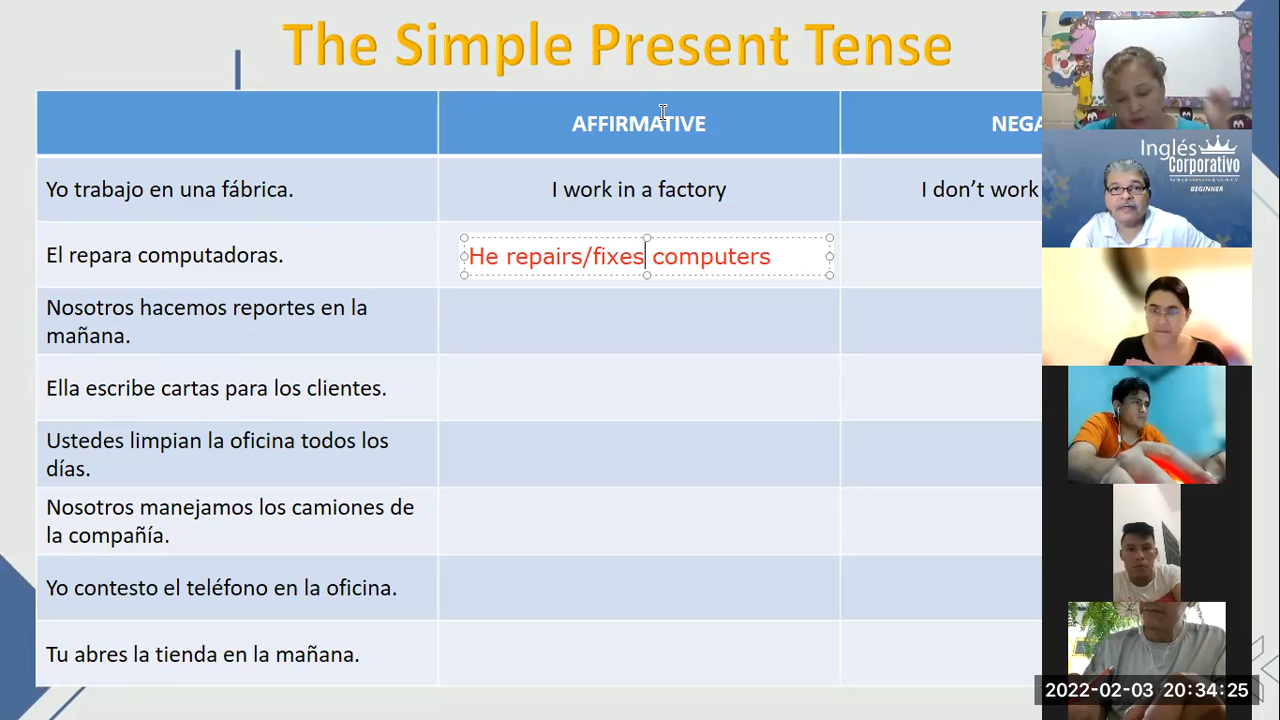 The Simple Present Tense
AFFIRMATIVE
NEGA
Yo trabajo en una fábrica.
I work in a factory
I don’t work
El repara computadoras.
He repairs/fixes computers
Nosotros hacemos reportes en la
mañana.
Ella escribe cartas para los clientes.
Ustedes limpian la oficina todos los
días.
Nosotros manejamos los camiones de
la compañía.
Yo contesto el teléfono en la oficina.
Tu abres la tienda en la mañana.
Inglés
Corporativo
BEGINNER
2022-02-03 20:34:25